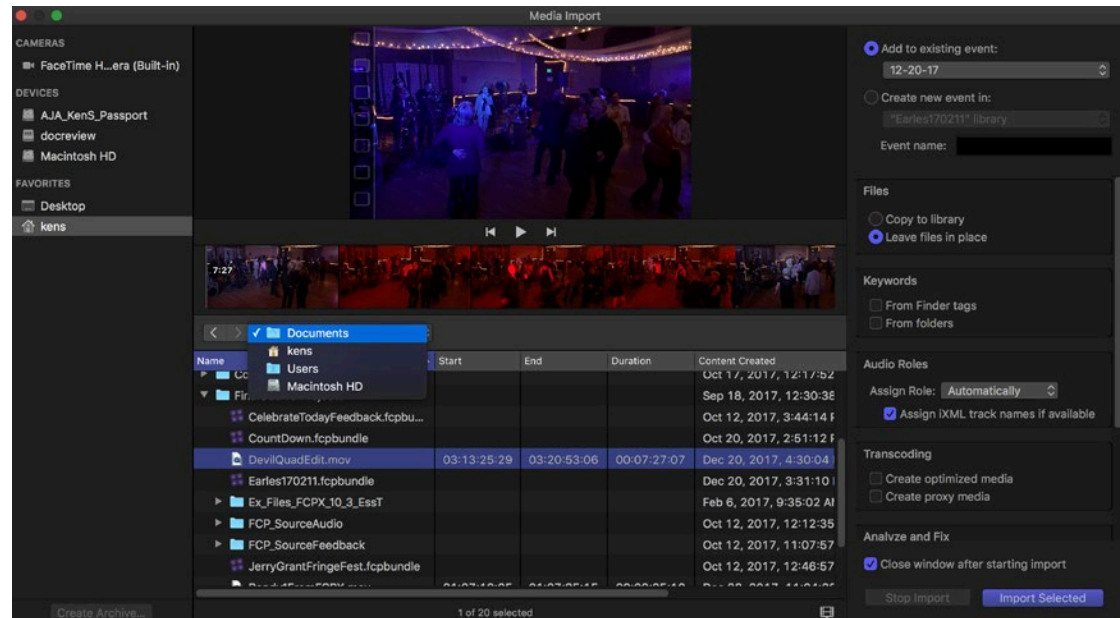 Media Import
CAMERAS
FaceTime H...era (Built-in)
DEVICES
AJA_KenS_Passport
docreview
Macintosh HD
FAVORITES
Desktop
kens
Create Archive...
7:27
Documents
kens
Users
Macintosh HD
Name Start End Duration Content Created
Co Oct 17, 2017, 12:17:52
Fin Sep 18, 2017, 12:30:38
CelebrateTodayFeedback.fcpbu... Oct 12, 2017, 3:44:14 P
CountDown.fcpbundle Oct 20, 2017, 2:51:12 P
DevilQuadEdit.mov 03:13:25:29 03:20:53:06 00:07:27:07 Dec 20, 2017, 4:30:04
Earles170211.fcpbundle Dec 20, 2017, 3:31:10
Ex_Files_FCPX_10_3_EssT Feb 6, 2017, 9:35:02 AM
FCP_SourceAudio Oct 12, 2017, 12:12:35
FCP_SourceFeedback Oct 12, 2017, 11:07:57
JerryGrantFringeFest.fcpbundle Oct 12, 2017, 12:46:57
1 of 20 selected
Add to existing event:
12-20-17
Create new event in:
"Earles170211" library
Event name:
Files
Copy to library
Leave files in place
Keywords
From Finder tags
From folders
Audio Roles
Assign Role: Automatically
Assign iXML track names if available
Transcoding
Create optimized media
Create proxy media
Analyze and Fix
Close window after starting import
Stop Import Import Selected